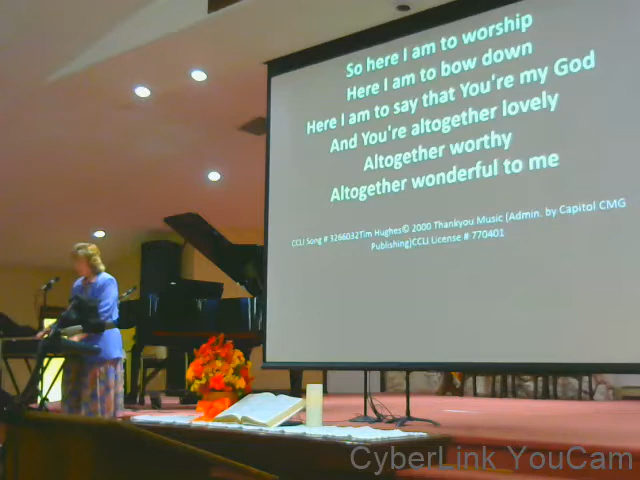 So here I am to worship
Here I am to bow down
Here I am to say that You're my God
And You're altogether lovely
Altogether worthy
Altogether wonderful to me
CCLI Song # 3266032Tim Hughes© 2000 Thankyou Music (Admin. by Capitol CMG
Publishing)CCLI License # 770401
CyberLink YouCam